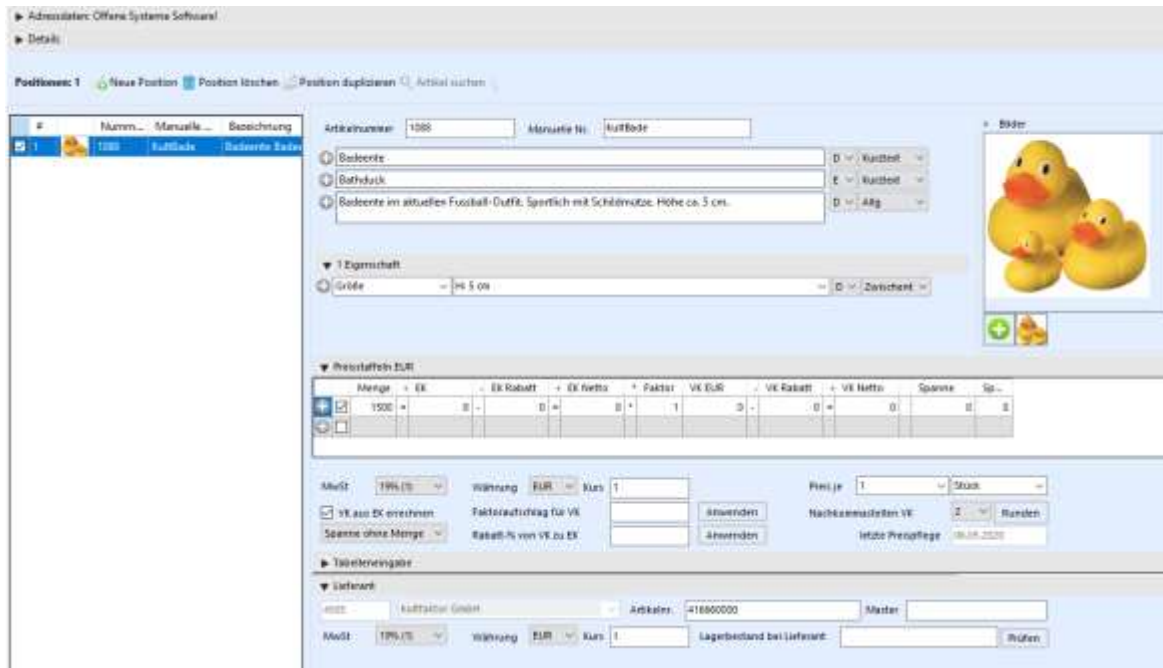 Adressdaten: Offene Systeme Software!
Details
Positionen: 1 Neue Position Position löschen Position duplizieren Artikel suchen
# Numm... Manuelle ... Bezeichnung
1 1088 KultBade Badeente Bade
Artikelnummer 1088 Manuelle Nr. KultBade
Bilder
Badeente D Kurztext
Bathduck E Kurztext
Badeente im aktuellen Fussball-Outfit. Sportlich mit Schildmütze. Höhe ca. 5 cm. D Allg
1 Eigenschaft
Größe H: 5 cm D Zwischent
Preisstaffeln EUR
Menge + EK - EK Rabatt + EK Netto * Faktor VK EUR - VK Rabatt + VK Netto Spanne Sp...
1500 = 0 - 0 = 0 * 1 0 - 0 = 0 0 0
MwSt 19% (1) Währung EUR Kurs 1 Preis je 1 Stück
VK aus EK errechnen Faktoraufschlag für VK Anwenden Nachkommastellen VK 2 Runden
Spanne ohne Menge Rabatt-% von VK zu EK Anwenden letzte Preispflege
Tabelleneingabe
Lieferant
Kultfaktor GmbH Artikelnr. 416660000 Master
MwSt 19% (1) Währung EUR Kurs 1 Lagerbestand bei Lieferant Prüfen